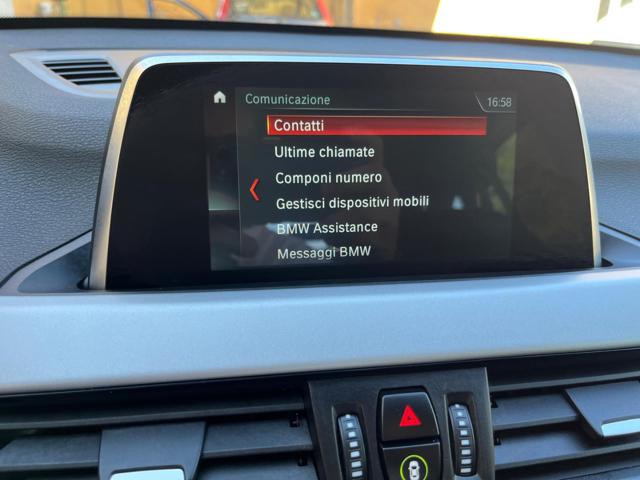 Comunicazione 16:58
Contatti
Ultime chiamate
Componi numero
Gestisci dispositivi mobili
BMW Assistance
Messaggi BMW